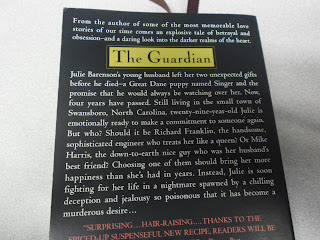 From the author of some of the most memorable love
stories of our time comes an explosive tale of betrayal and
obsession—and a daring look into the darker realms of the heart.
The Guardian
Julie Barenson's young husband left her two unexpected gifts
before he died—a Great Dane puppy named Singer and the
promise that he would always be watching over her. Now,
four years have passed. Still living in the small town of
Swansboro, North Carolina, twenty-nine-year-old Julie is
emotionally ready to make a commitment to someone again.
But who? Should it be Richard Franklin, the handsome,
sophisticated engineer who treats her like a queen? Or Mike
Harris, the down-to-earth nice guy who was her husband's
best friend? Choosing one of them should bring her more
happiness than she'd had in years. Instead, Julie is soon
fighting for her life in a nightmare spawned by a chilling
deception and jealousy so poisonous that it has become a
murderous desire...
"SURPRISING...HAIR-RAISING...THANKS TO THE
SPICED-UP SUSPENSEFUL NEW RECIPE, READERS WILL BE